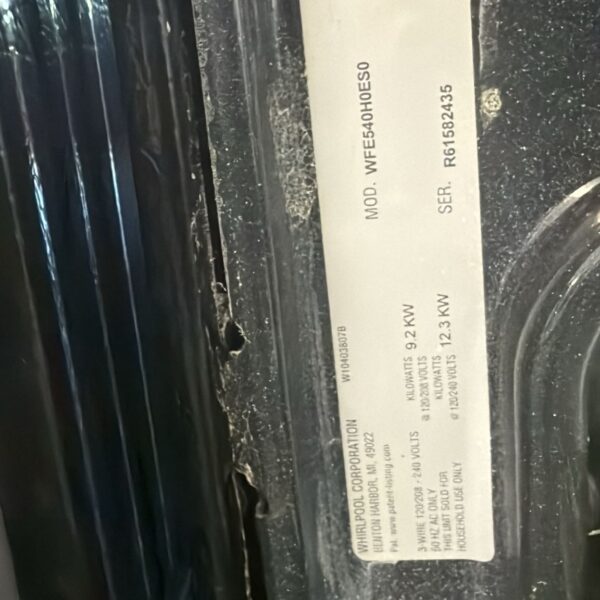 WHIRLPOOL CORPORATION
BENTON HARBOR, MI, 49022
Pat. www.patent-listing.com
W10403807B
MOD. WFE540H0ES0
SER. R61582435
3-WIRE 120/208 - 240 VOLTS
60 HZ AC ONLY
THIS UNIT SOLD FOR
HOUSEHOLD USE ONLY
KILOWATTS 9.2 KW
@ 120/208 VOLTS
KILOWATTS 12.3 KW
@ 120/240 VOLTS